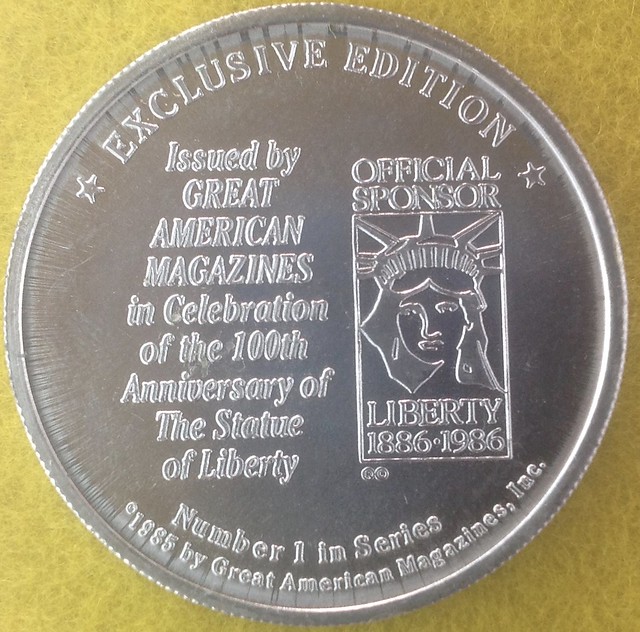 EXCLUSIVE EDITION
Issued by
GREAT
AMERICAN
MAGAZINES
in Celebration
of the 100th
Anniversary of
The Statue
of Liberty
OFFICIAL
SPONSOR
LIBERTY
1886·1986
©©
Number 1 in Series
©1985 by Great American Magazines, Inc.